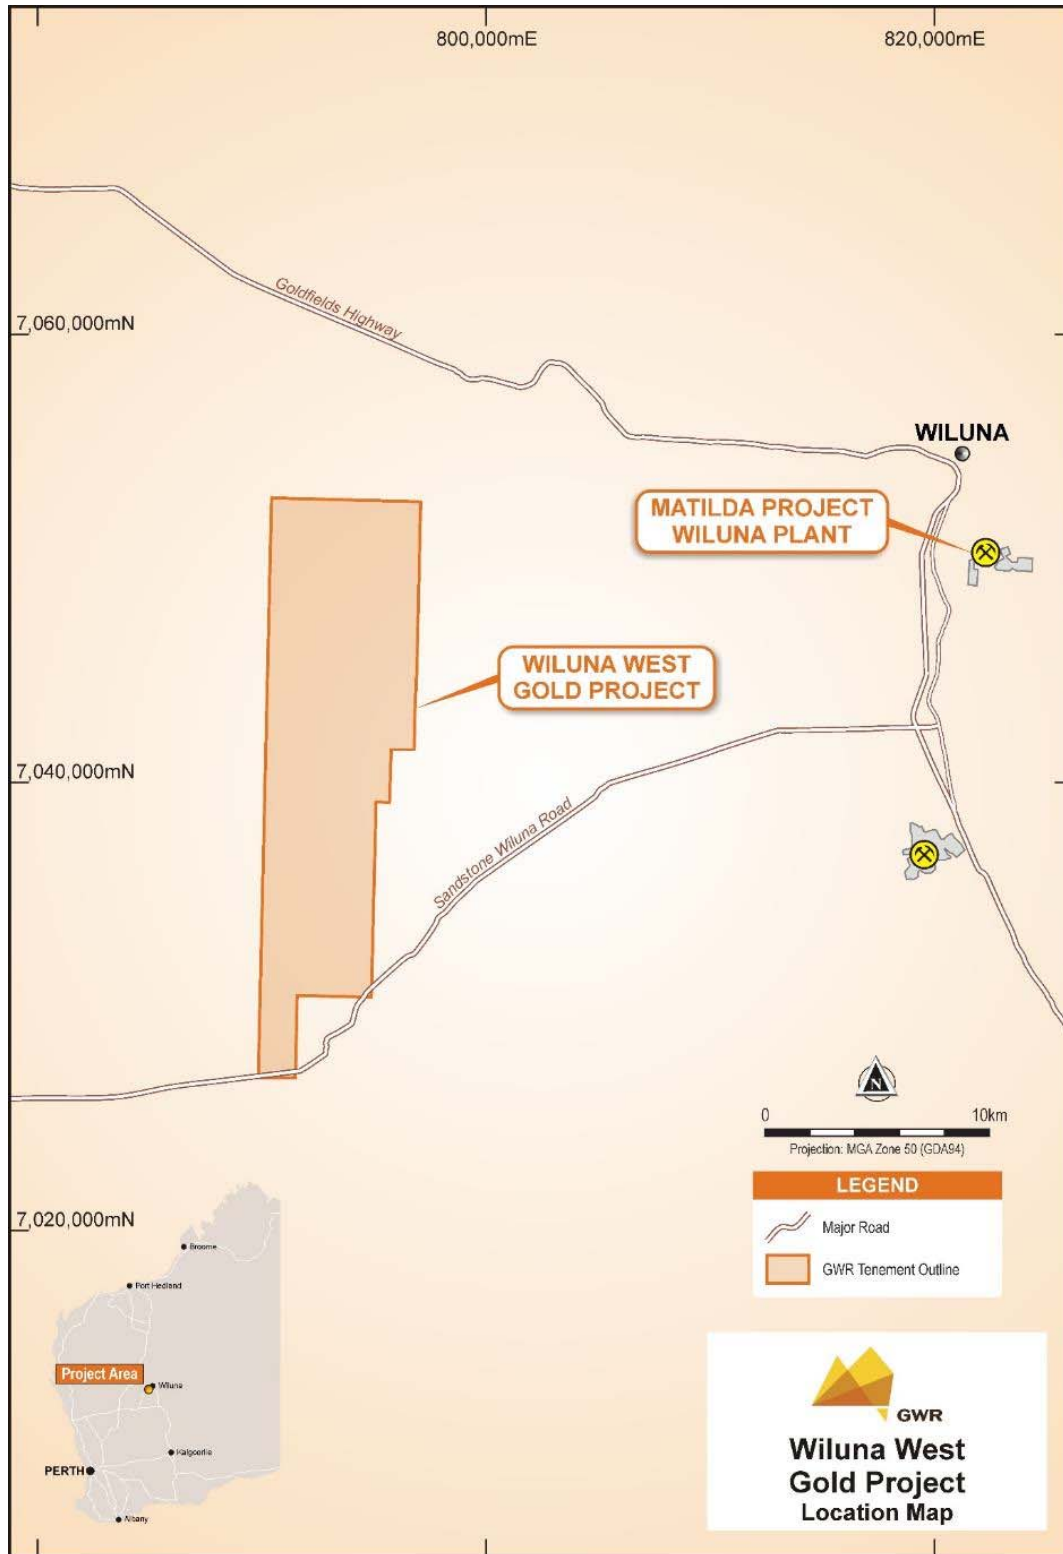 800,000mE
820,000mE
Goldfields Highway
7,060,000mN
WILUNA
MATILDA PROJECT
WILUNA PLANT
WILUNA WEST
GOLD PROJECT
7,040,000mN
Sandstone Wiluna Road
N
0 10km
Projection: MGA Zone 50 (GDA94)
LEGEND
Major Road
GWR Tenement Outline
7,020,000mN
Broome
Port Hedland
Project Area
Wiluna
Kalgoorlie
PERTH
Albany
GWR
Wiluna West
Gold Project
Location Map